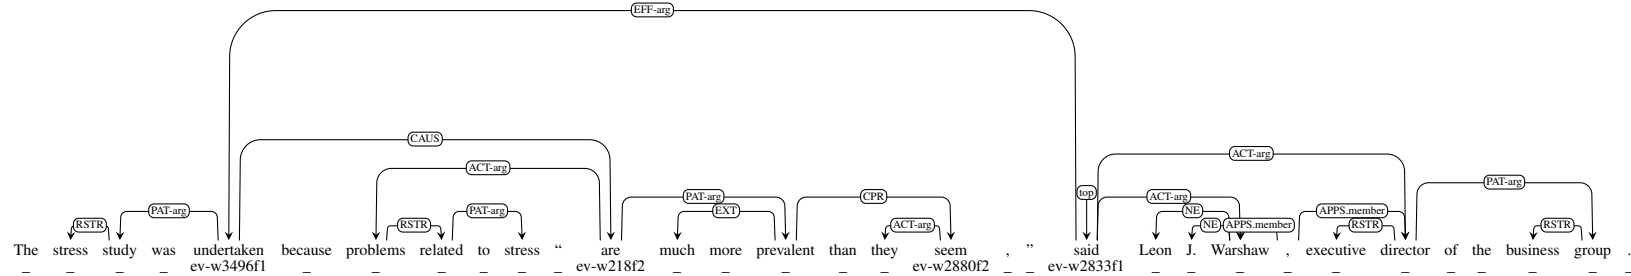 EFF-arg
CAUS
ACT-arg
ACT-arg
top
PAT-arg
PAT-arg EXT CPR ACT-arg
RSTR PAT-arg RSTR PAT-arg ACT-arg NE NE APPS.member APPS.member RSTR RSTR
The stress study was undertaken because problems related to stress “ are much more prevalent than they seem , ” said Leon J. Warshaw , executive director of the business group .
ev-w3496f1 ev-w218f2 ev-w2880f2 ev-w2833f1
_ _ _ _ _ _ _ _ _ _ _ _ _ _ _ _ _ _ _ _ _ _ _ _ _ _ _ _ _ _ _ _